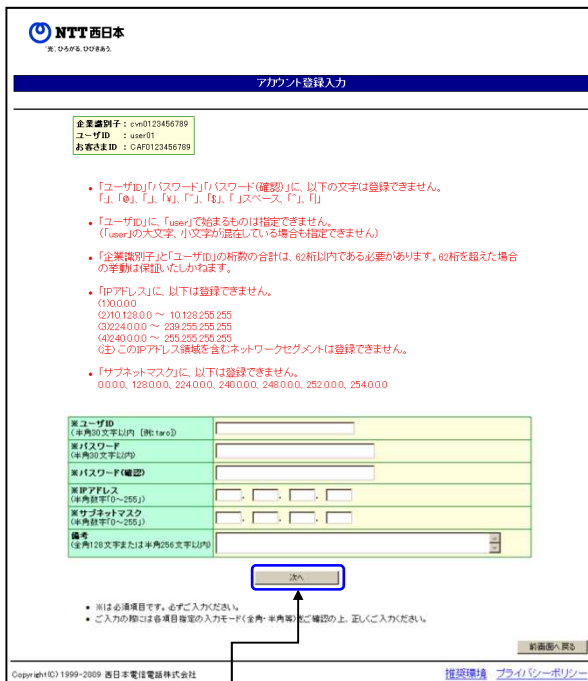 NTT西日本
光、ひろがる。ひびきあう。
アカウント登録入力
企業識別子：cvn0123456789
ユーザID ：user01
お客さまID ：CAF0123456789
• 「ユーザID」「パスワード」「パスワード(確認)」に、以下の文字は登録できません。
• 「ユーザID」に、「user」で始まるものは指定できません。
(「user」の大文字、小文字が混在している場合も指定できません)
• 「企業識別子」と「ユーザID」の桁数の合計は、62桁以内である必要があります。62桁を超えた場合
の挙動は保証いたしかねます。
• 「IPアドレス」に、以下は登録できません。
(1)0.0.0.0
(2)10.128.0.0 ～ 10.128.255.255
(3)224.0.0.0 ～ 239.255.255.255
(4)240.0.0.0 ～ 255.255.255.255
(注)このIPアドレス領域を含むネットワークセグメントは登録できません。
• 「サブネットマスク」に、以下は登録できません。
0.0.0.0、128.0.0.0、224.0.0.0、240.0.0.0、248.0.0.0、252.0.0.0、254.0.0.0
※ユーザID
(半角30文字以内 [例:taro])
※パスワード
(半角30文字以内)
※パスワード(確認)
※IPアドレス
(半角数字「0～255」)
※サブネットマスク
(半角数字「0～255」)
備考
(全角128文字または半角256文字以内)
次へ
• ※は必須項目です。必ずご入力ください。
• ご入力の際には各項目指定の入力モード(全角・半角等)をご確認の上、正しくご入力ください。
前画面へ戻る
Copyright(C) 1999-2009 西日本電信電話株式会社
推奨環境 プライバシーポリシー